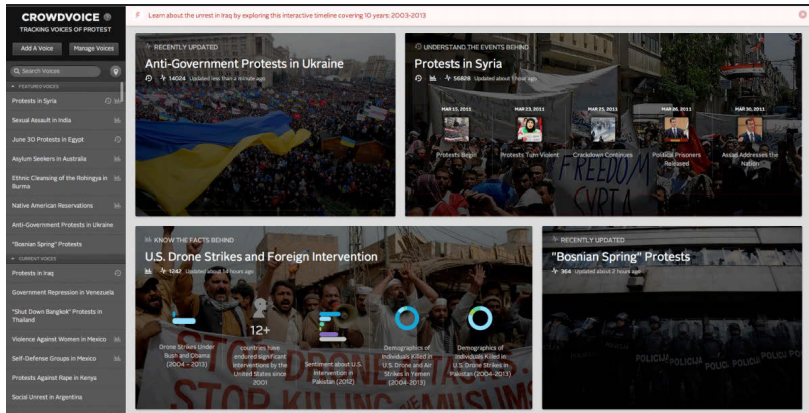 CROWDVOICE
TRACKING VOICES OF PROTEST
Add A Voice
Manage Voices
Search Voices
FEATURED VOICES
Protests in Syria
Sexual Assault in India
June 30 Protests in Egypt
Asylum Seekers in Australia
Ethnic Cleansing of the Rohingya in
Burma
Native American Reservations
Anti-Government Protests in Ukraine
"Bosnian Spring" Protests
CURRENT VOICES
Protests in Iraq
Government Repression in Venezuela
"Shut Down Bangkok" Protests in
Thailand
Violence Against Women in Mexico
Self-Defense Groups in Mexico
Protests Against Rape in Kenya
Social Unrest in Argentina
Learn about the unrest in Iraq by exploring this interactive timeline covering 10 years: 2003-2013
RECENTLY UPDATED
Anti-Government Protests in Ukraine
14024 Updated less than a minute ago
UNDERSTAND THE EVENTS BEHIND
Protests in Syria
56828 Updated about 1 hour ago
MAR 15, 2011
Protests Begin
MAR 23, 2011
Protests Turn Violent
MAR 25, 2011
Crackdown Continues
MAR 26, 2011
Political Prisoners
Released
MAR 30, 2011
Assad Addresses the
Nation
FREEDOM
SYRIA
KNOW THE FACTS BEHIND
U.S. Drone Strikes and Foreign Intervention
1247 Updated about 14 hours ago
Drone Strikes Under
Bush and Obama
(2004 – 2013)
12+
countries have
endured significant
interventions by the
United States since
2001
Sentiment about U.S.
Intervention in
Pakistan (2012)
Demographics of
Individuals Killed in
U.S. Drone and Air
Strikes in Yemen
(2004-2013)
Demographics of
Individuals Killed in
U.S. Drone Strikes in
Pakistan (2004-2013)
STOP KILLING MUSLIMS
RECENTLY UPDATED
"Bosnian Spring" Protests
364 Updated about 2 hours ago
POLICIJA
POLICIJA
POLICIJA